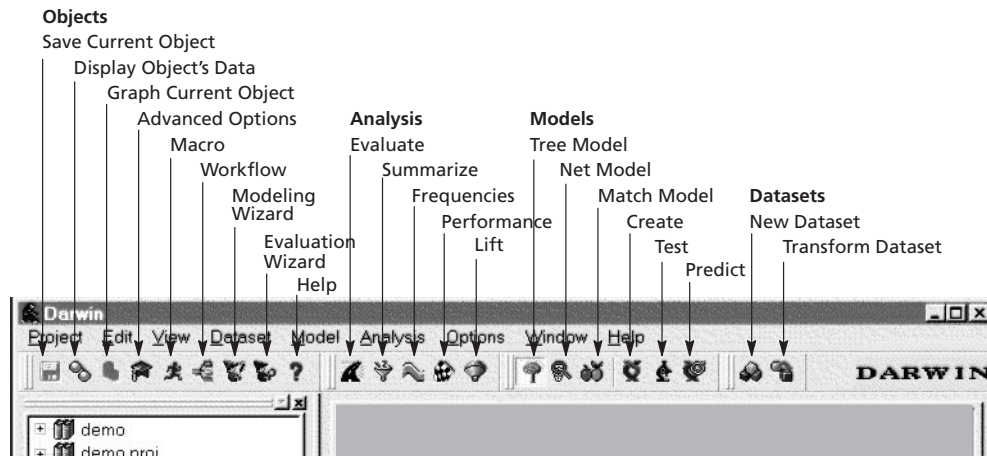 Objects
Save Current Object
Display Object's Data
Graph Current Object
Advanced Options
Macro
Workflow
Modeling
Wizard
Evaluation
Wizard
Help
Analysis
Evaluate
Summarize
Frequencies
Performance
Lift
Models
Tree Model
Net Model
Match Model
Create
Test
Predict
Datasets
New Dataset
Transform Dataset
Darwin
Project Edit View Dataset Model Analysis Options Window Help
DARWIN
demo
demo proj